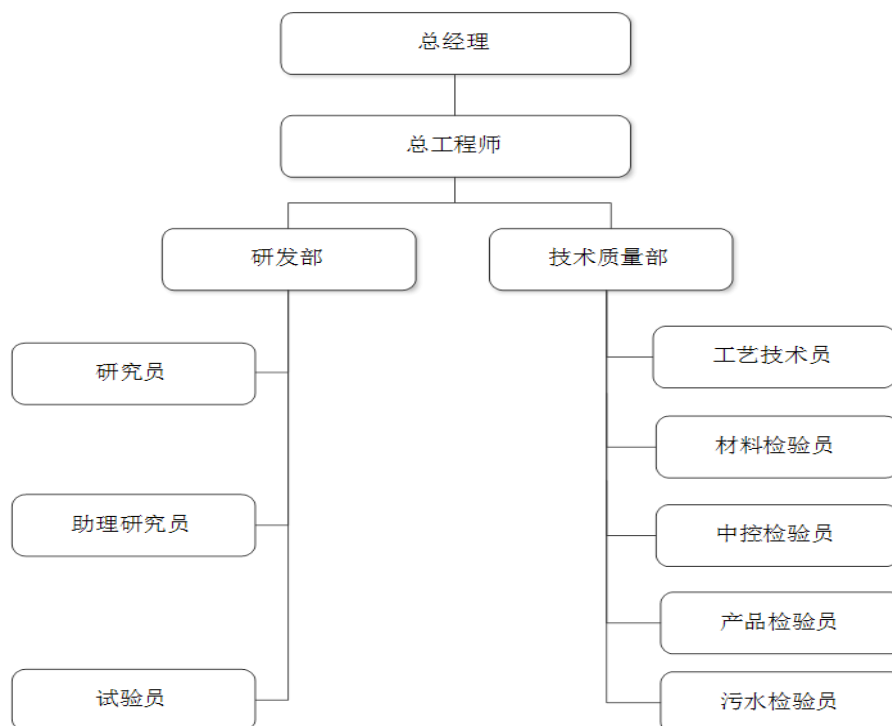 总经理
总工程师
研发部
技术质量部
研究员
助理研究员
试验员
工艺技术员
材料检验员
中控检验员
产品检验员
污水检验员